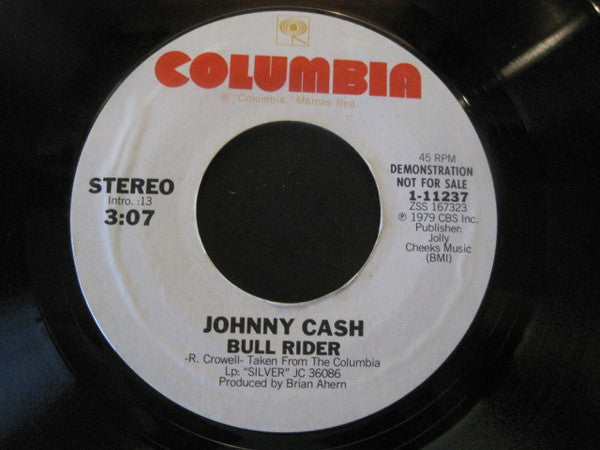 COLUMBIA
® Columbia, Marcas Reg.
STEREO
Intro. :13
3:07
45 RPM
DEMONSTRATION
NOT FOR SALE
1-11237
ZSS 167323
℗ 1979 CBS Inc.
Publisher:
Jolly
Cheeks Music
(BMI)
JOHNNY CASH
BULL RIDER
-R. Crowell- Taken From The Columbia
Lp: "SILVER" JC 36086
Produced by Brian Ahern